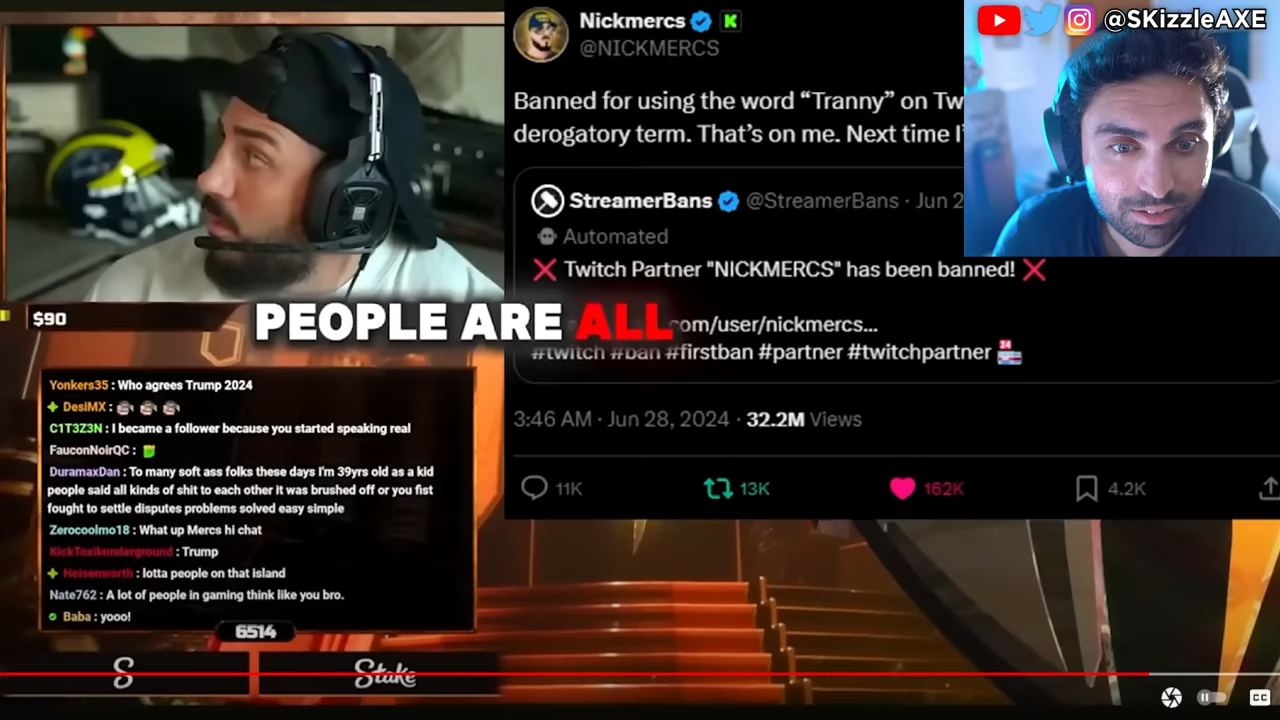 Nickmercs
@NICKMERCS
@SKizzleAXE
Banned for using the word “Tranny” on Tw
derogatory term. That’s on me. Next time I'
StreamerBans @StreamerBans · Jun 2
Automated
❌ Twitch Partner "NICKMERCS" has been banned! ❌
com/user/nickmercs...
#twitch #ban #firstban #partner #twitchpartner
3:46 AM · Jun 28, 2024 · 32.2M Views
11K 13K 162K 4.2K
PEOPLE ARE ALL
$90
Yonkers35 : Who agrees Trump 2024
DesIMX :
C1T3Z3N : I became a follower because you started speaking real
FauconNoirQC :
DuramaxDan : To many soft ass folks these days I'm 39yrs old as a kid
people said all kinds of shit to each other it was brushed off or you fist
fought to settle disputes problems solved easy simple
Zerocoolmo18 : What up Mercs hi chat
KickToxikunderground : Trump
Heisenworth : lotta people on that island
Nate762 : A lot of people in gaming think like you bro.
Baba : yooo!
6514
S
Stake
CC